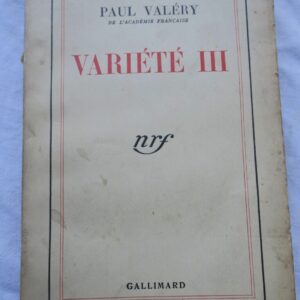 PAUL VALÉRY
DE L'ACADÉMIE FRANÇAISE
VARIÉTÉ III
nrf
GALLIMARD